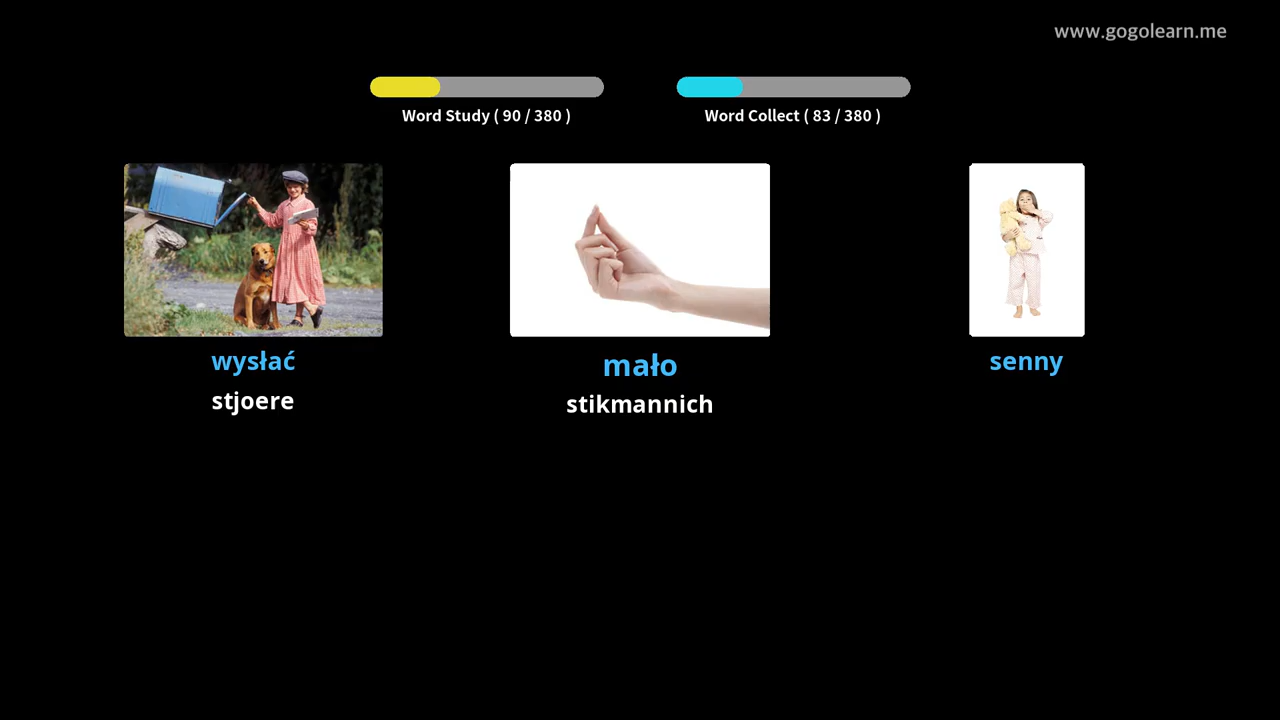 www.gogolearn.me
Word Study ( 90 / 380 )
Word Collect ( 83 / 380 )
wysłać
mało
senny
stjoere
stikmannich